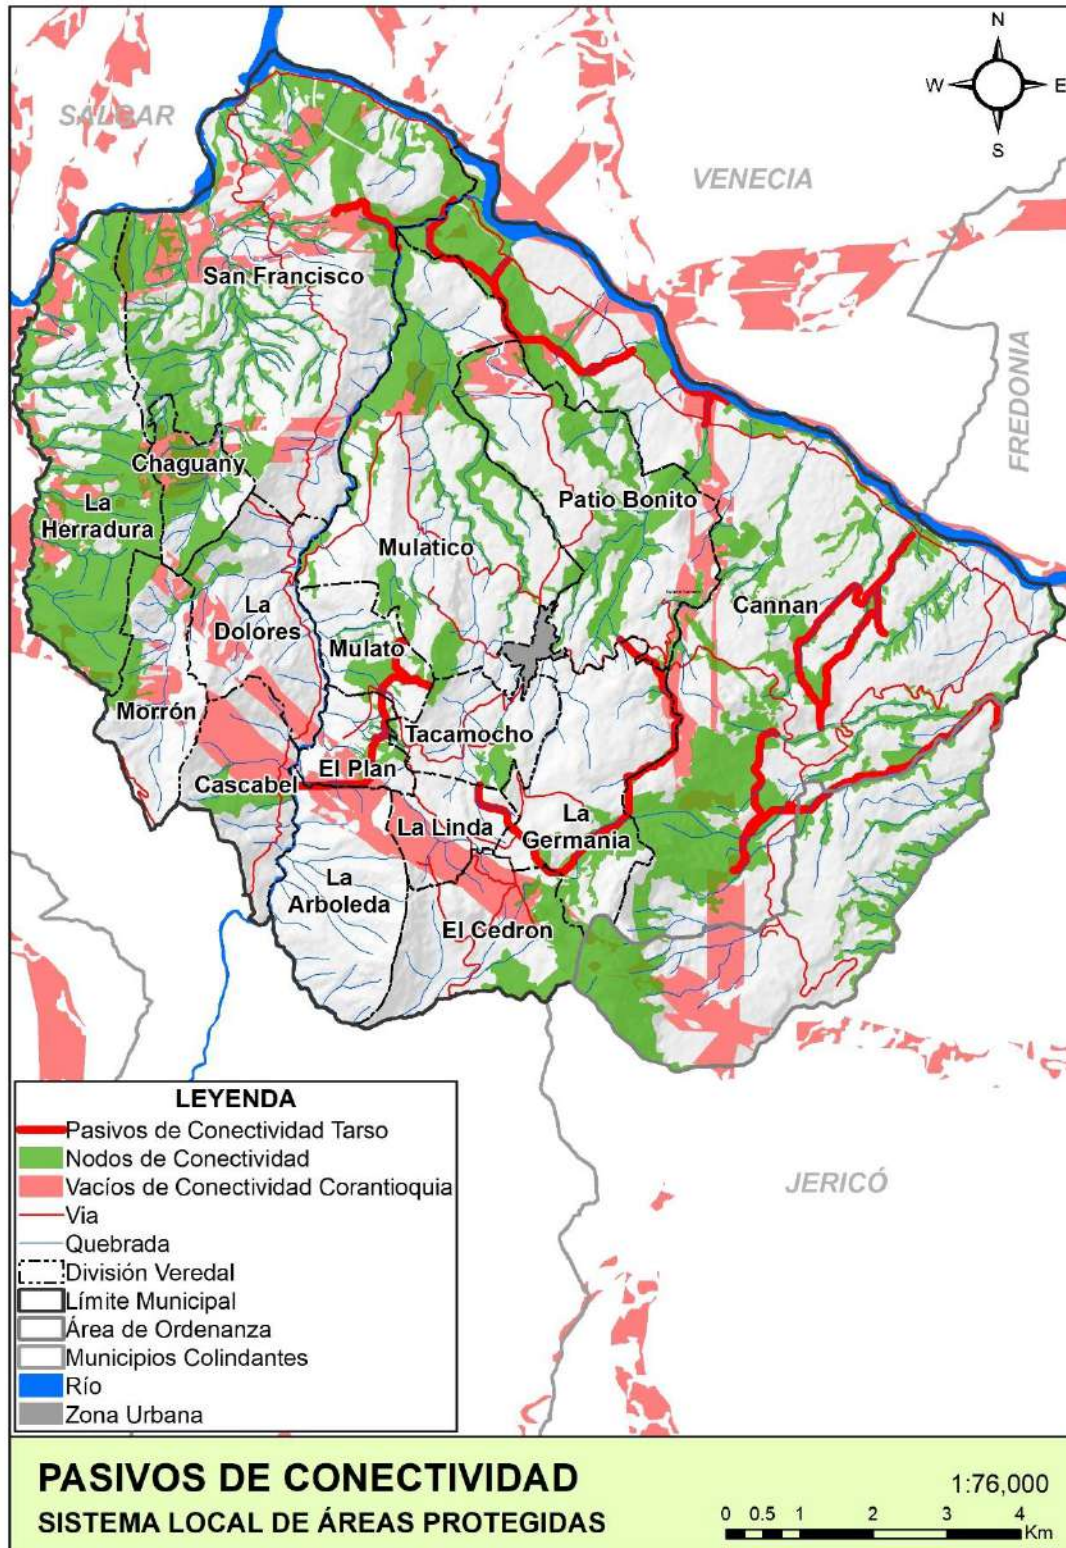 N
W
E
S
SALGAR
VENECIA
FREDONIA
San Francisco
Chaguany
La
Herradura
Patio Bonito
Mulatico
La
Dolores
Cannan
Mulato
Morrón
Tacamocho
El Plan
Cascabel
La Linda
La
Germania
La
Arboleda
El Cedron
JERICÓ
LEYENDA
Pasivos de Conectividad Tarso
Nodos de Conectividad
Vacíos de Conectividad Corantioquia
Via
Quebrada
División Veredal
Límite Municipal
Área de Ordenanza
Municipios Colindantes
Río
Zona Urbana
PASIVOS DE CONECTIVIDAD
SISTEMA LOCAL DE ÁREAS PROTEGIDAS
1:76,000
0 0.5 1 2 3 4
Km